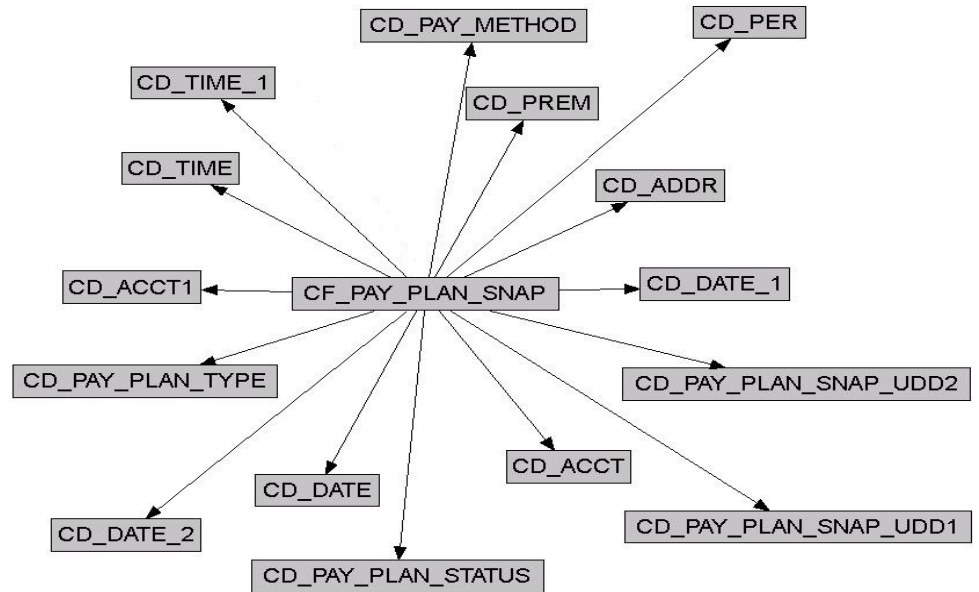 CD_PAY_METHOD
CD_PER
CD_TIME_1
CD_PREM
CD_TIME
CD_ADDR
CD_ACCT1
CF_PAY_PLAN_SNAP
CD_DATE_1
CD_PAY_PLAN_TYPE
CD_PAY_PLAN_SNAP_UDD2
CD_ACCT
CD_DATE
CD_DATE_2
CD_PAY_PLAN_SNAP_UDD1
CD_PAY_PLAN_STATUS